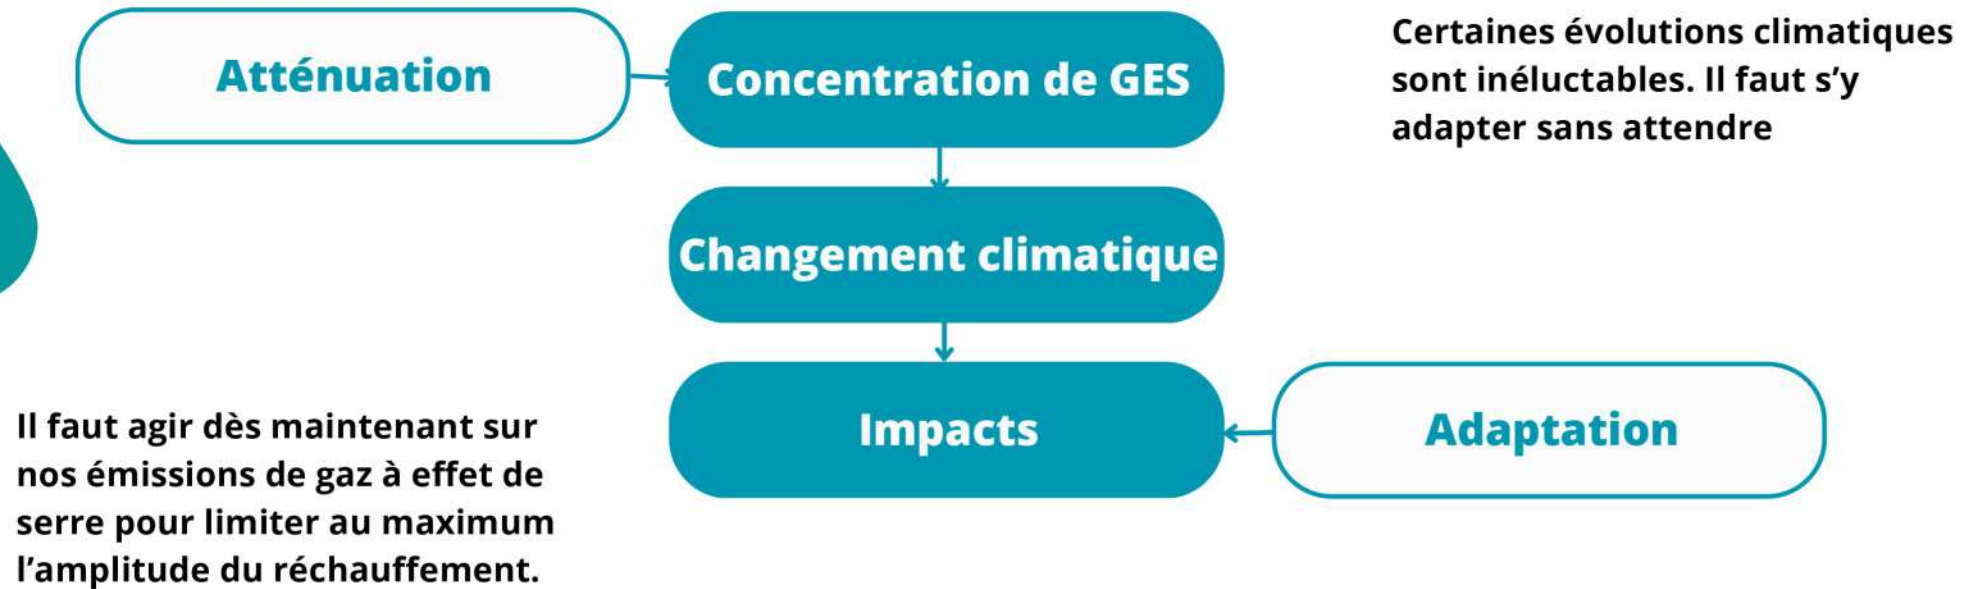 Atténuation
Concentration de GES
Certaines évolutions climatiques
sont inéluctables. Il faut s’y
adapter sans attendre
Changement climatique
Impacts
Adaptation
Il faut agir dès maintenant sur
nos émissions de gaz à effet de
serre pour limiter au maximum
l’amplitude du réchauffement.